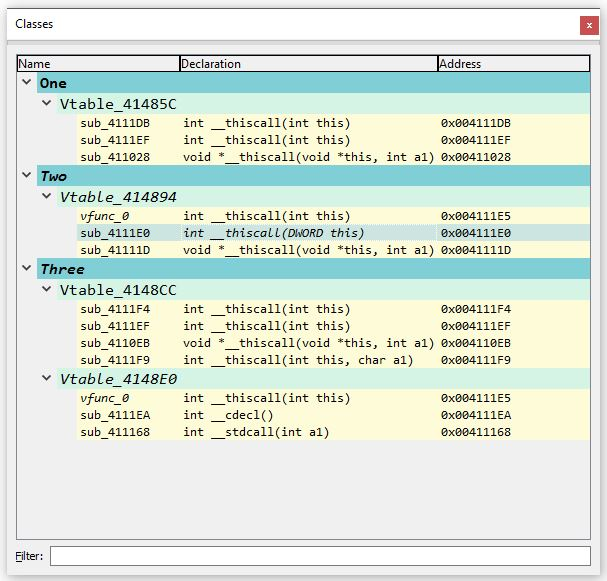 Classes
x
Name Declaration Address
One
Vtable_41485C
sub_4111DB int __thiscall(int this) 0x004111DB
sub_4111EF int __thiscall(int this) 0x004111EF
sub_411028 void *__thiscall(void *this, int a1) 0x00411028
Two
Vtable_414894
vfunc_0 int __thiscall(int this) 0x004111E5
sub_4111E0 int __thiscall(DWORD this) 0x004111E0
sub_41111D void *__thiscall(void *this, int a1) 0x0041111D
Three
Vtable_4148CC
sub_4111F4 int __thiscall(int this) 0x004111F4
sub_4111EF int __thiscall(int this) 0x004111EF
sub_4110EB void *__thiscall(void *this, int a1) 0x004110EB
sub_4111F9 int __thiscall(int this, char a1) 0x004111F9
Vtable_4148E0
vfunc_0 int __thiscall(int this) 0x004111E5
sub_4111EA int __cdecl() 0x004111EA
sub_411168 int __stdcall(int a1) 0x00411168
Filter: